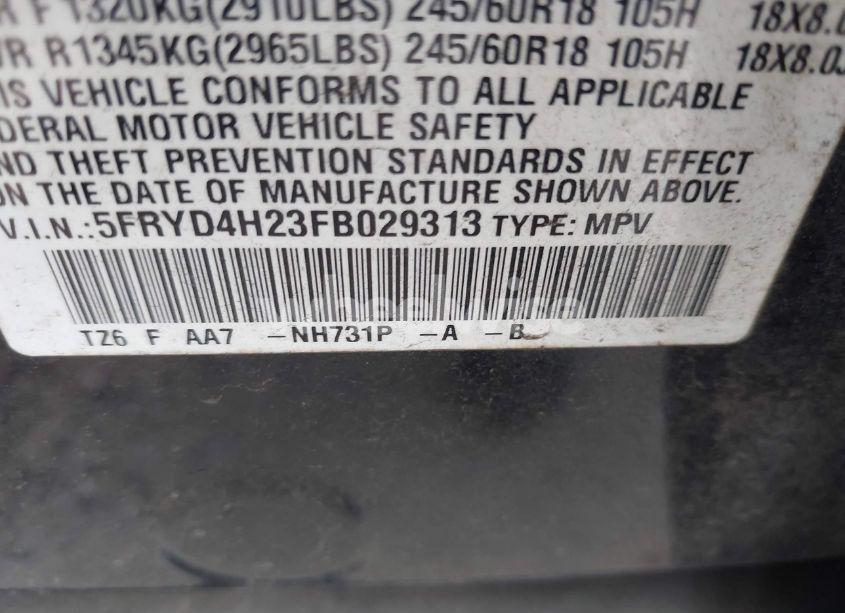 R F 1320KG(2910LBS) 245/60R18 105H 18X8.0
R R1345KG(2965LBS) 245/60R18 105H 18X8.0J
IS VEHICLE CONFORMS TO ALL APPLICABLE
DERAL MOTOR VEHICLE SAFETY
ND THEFT PREVENTION STANDARDS IN EFFECT
ON THE DATE OF MANUFACTURE SHOWN ABOVE.
V.I.N.:5FRYD4H23FB029313 TYPE: MPV
TZ6 F AA7 -NH731P -A -B